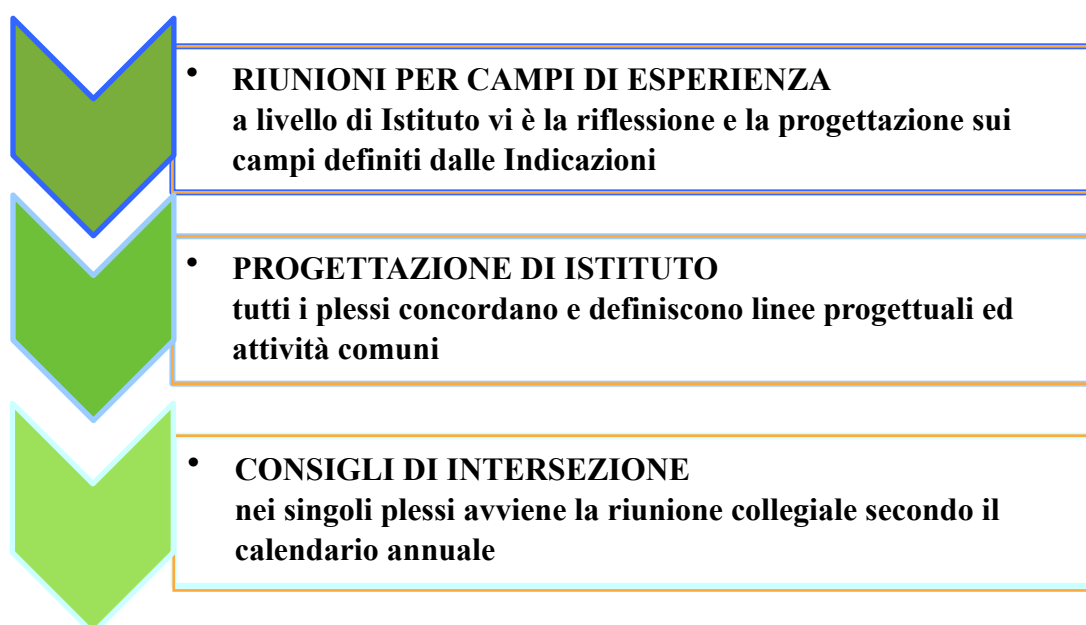 • RIUNIONI PER CAMPI DI ESPERIENZA
a livello di Istituto vi è la riflessione e la progettazione sui
campi definiti dalle Indicazioni
• PROGETTAZIONE DI ISTITUTO
tutti i plessi concordano e definiscono linee progettuali ed
attività comuni
• CONSIGLI DI INTERSEZIONE
nei singoli plessi avviene la riunione collegiale secondo il
calendario annuale